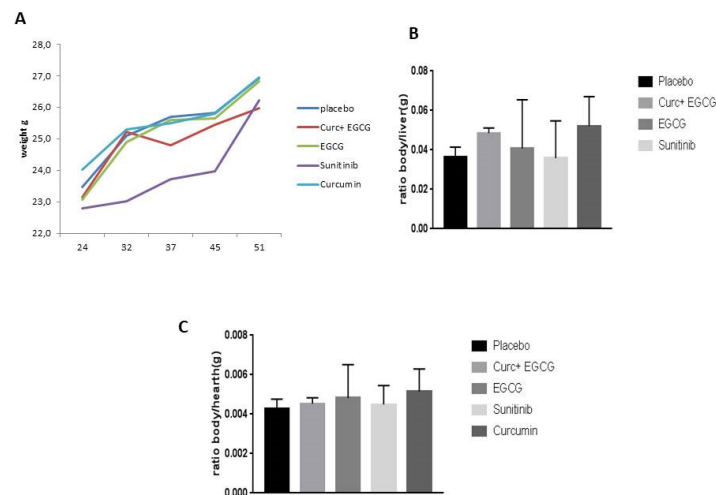 A
28,0
27,0
26,0
25,0
24,0
23,0
22,0
weight g
24 32 37 45 51
placebo
Curc+ EGCG
EGCG
Sunitinib
Curcumin
B
0.08
0.06
0.04
0.02
0.00
ratio body/liver(g)
Placebo
Curc+ EGCG
EGCG
Sunitinib
C
0.008
0.006
0.004
0.002
0.000
ratio body/hearth(g)
Placebo
Curc+ EGCG
EGCG
Sunitinib
Curcumin